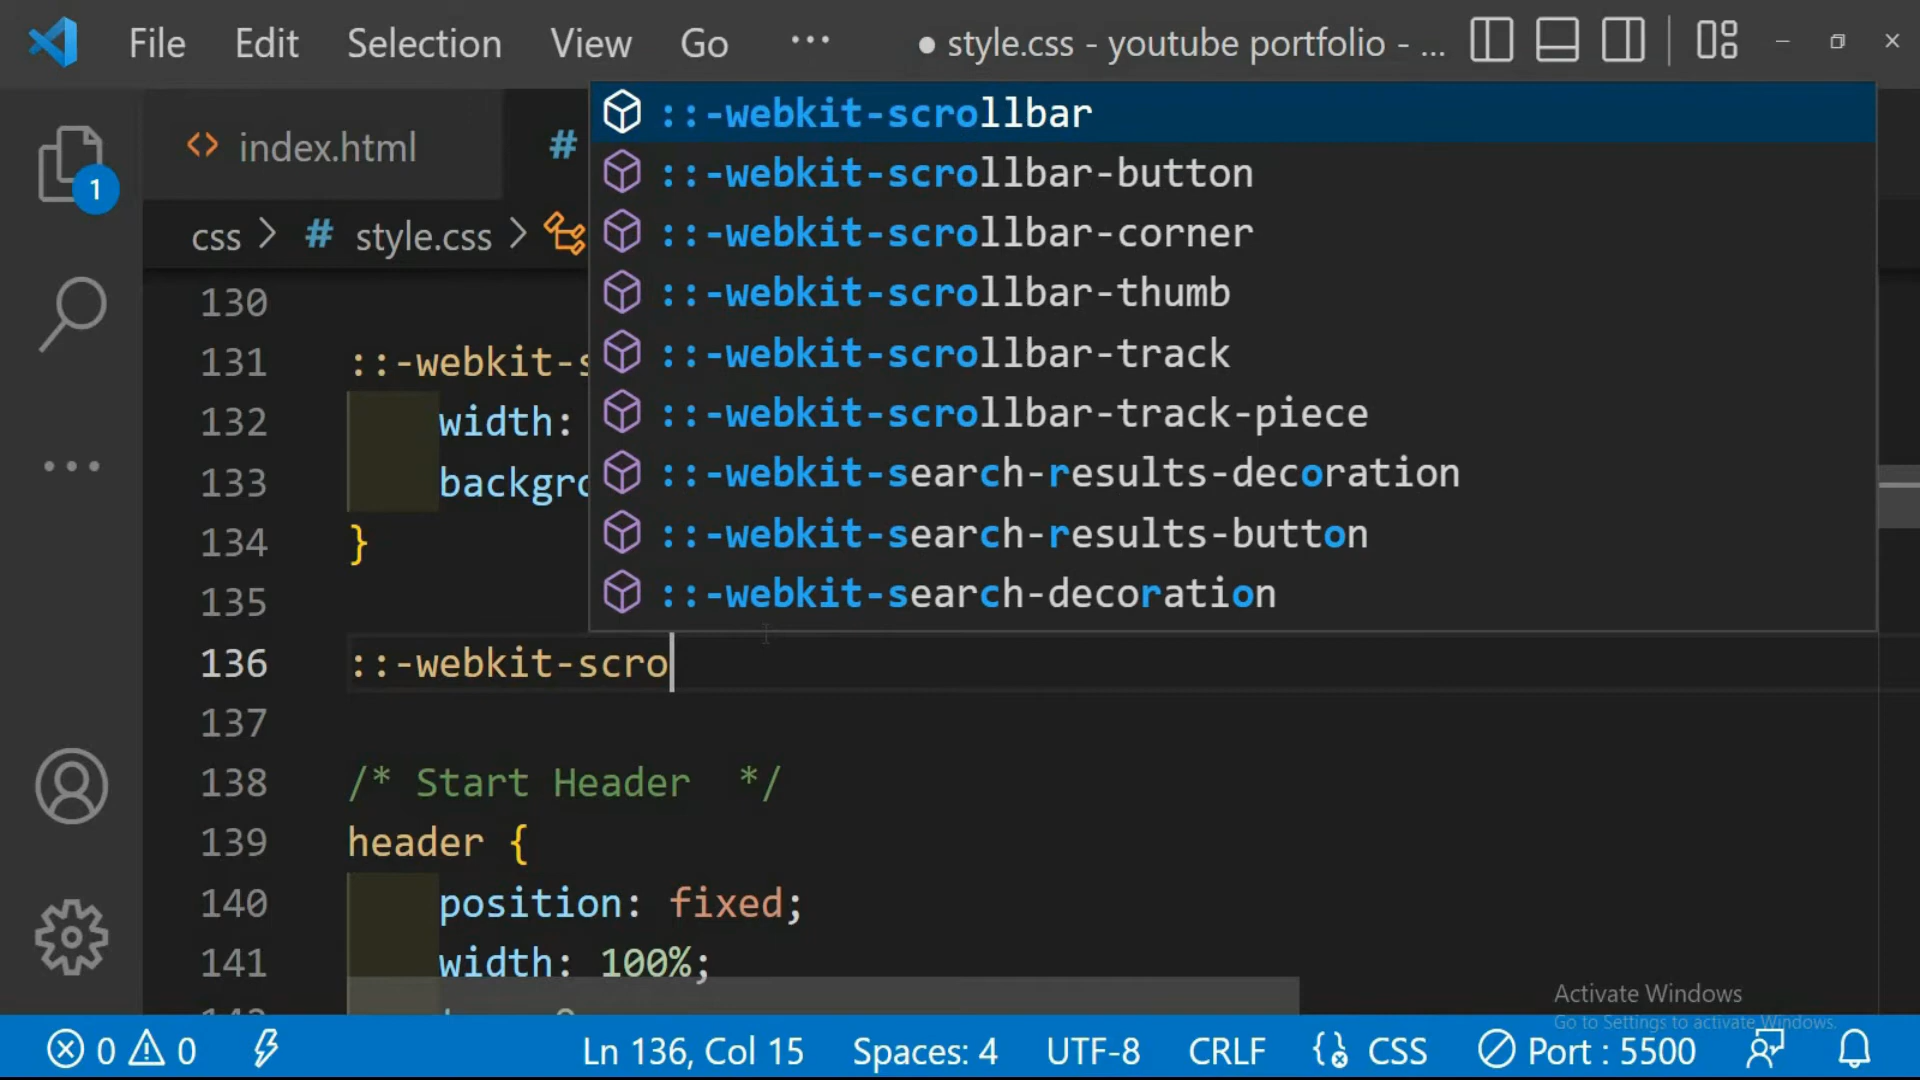 File Edit Selection View Go ··· ● style.css - youtube portfolio - ...
index.html #
css > # style.css >
::-webkit-scrollbar
::-webkit-scrollbar-button
::-webkit-scrollbar-corner
::-webkit-scrollbar-thumb
::-webkit-scrollbar-track
::-webkit-scrollbar-track-piece
::-webkit-search-results-decoration
::-webkit-search-results-button
::-webkit-search-decoration
1
130
131 ::-webkit-s
132 width:
133 backgro
134 }
135
136 ::-webkit-scro
137
138 /* Start Header  */
139 header {
140 position: fixed;
141 width: 100%;
Activate Windows
Go to Settings to activate Windows.
0 0 Ln 136, Col 15 Spaces: 4 UTF-8 CRLF CSS Port : 5500